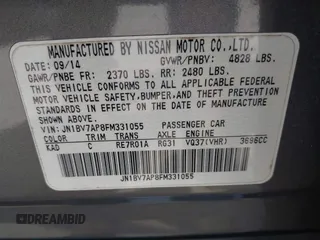 MANUFACTURED BY NISSAN MOTOR CO.,LTD.
DATE: 09/14 GVWR/PNBV: 4828 LBS.
GAWR/PNBE FR: 2370 LBS. RR: 2480 LBS.
THIS VEHICLE CONFORMS TO ALL APPLICABLE FEDERAL
MOTOR VEHICLE SAFETY, BUMPER, AND THEFT PREVENTION
STANDARDS IN EFFECT ON THE DATE OF MANUFACTURE
SHOWN ABOVE.
VIN: JN1BV7AP8FM331055 PASSENGER CAR
COLOR TRIM TRANS AXLE ENGINE
KAD C RE7R01A RG31 VQ37(VHR) 3696CC
JN1BV7AP8FM331055
DREAMBID